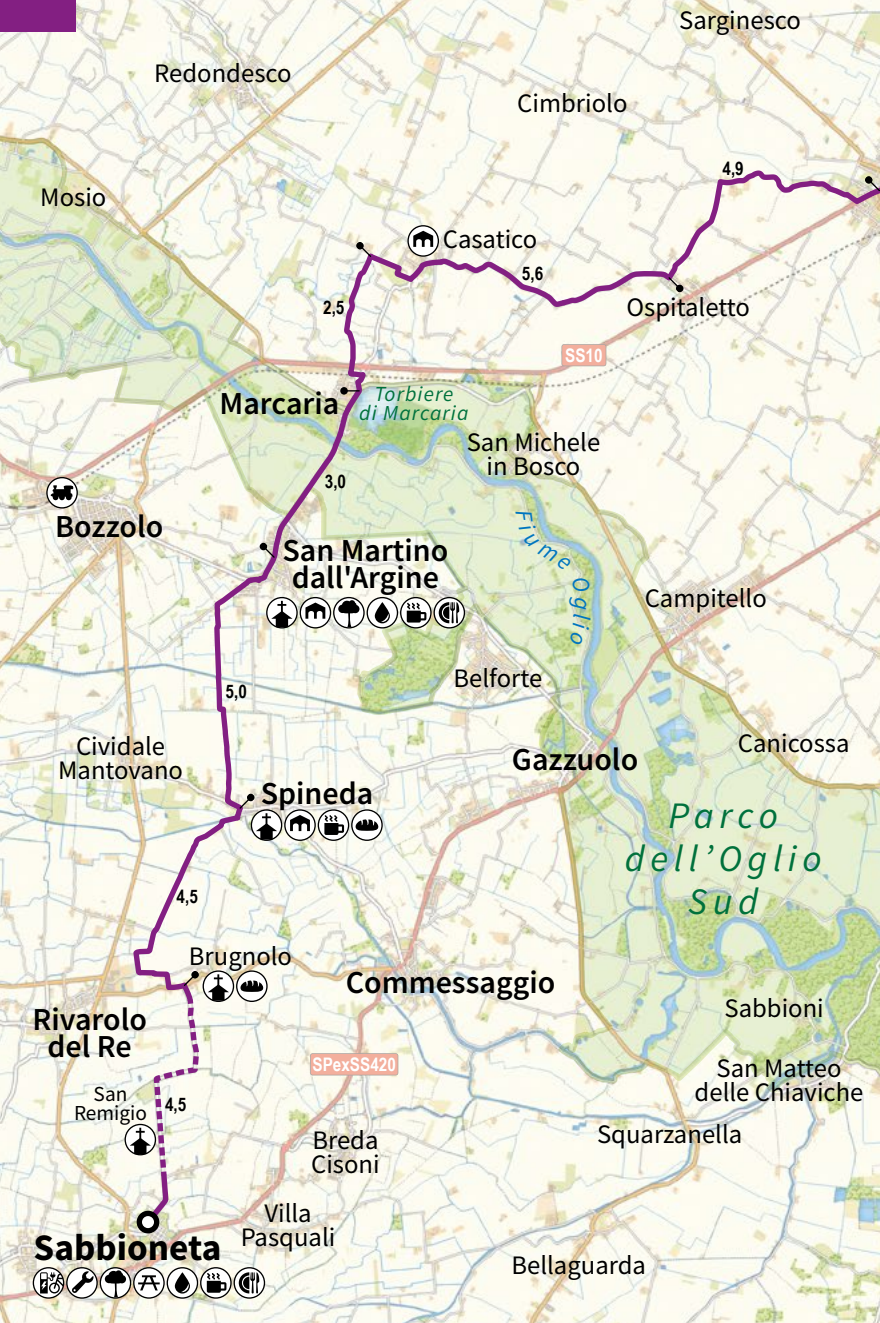 Sarginesco
Redondesco
Cimbriolo
4,9
Mosio
Casatico
5,6
2,5
Ospitaletto
SS10
Marcaria
Torbiere
di Marcaria
San Michele
in Bosco
3,0
Bozzolo
Fiume Oglio
San Martino
dall'Argine
Campitello
Belforte
5,0
Cividale
Mantovano
Gazzuolo
Canicossa
Spineda
Parco
dell’Oglio
Sud
4,5
Brugnolo
Commessaggio
Rivarolo
del Re
Sabbioni
SPexSS420
San Matteo
delle Chiaviche
San
Remigio
4,5
Squarzanella
Breda
Cisoni
Villa
Pasquali
Sabbioneta
Bellaguarda